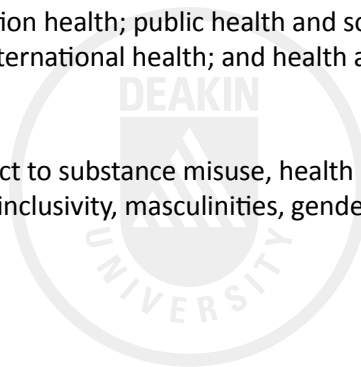 ion health; public health and so
ternational health; and health a
DEAKIN
ct to substance misuse, health
inclusivity, masculinities, gende
UNIVERSITY